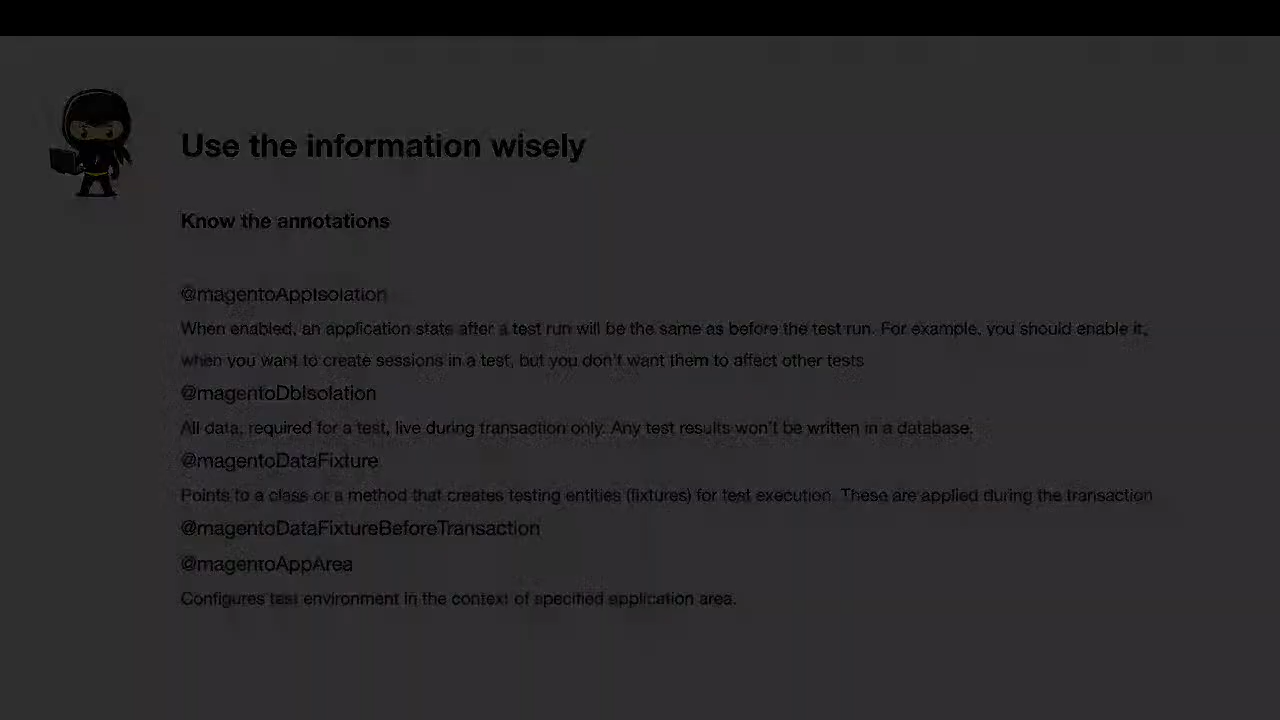 Use the information wisely
Know the annotations
@magentoAppIsolation
When enabled, an application state after a test run will be the same as before the test run. For example, you should enable it,
when you want to create sessions in a test, but you don't want them to affect other tests
@magentoDbIsolation
All data, required for a test, live during transaction only. Any test results won't be written in a database.
@magentoDataFixture
Points to a class or a method that creates testing entities (fixtures) for test execution. These are applied during the transaction
@magentoDataFixtureBeforeTransaction
@magentoAppArea
Configures test environment in the context of specified application area.